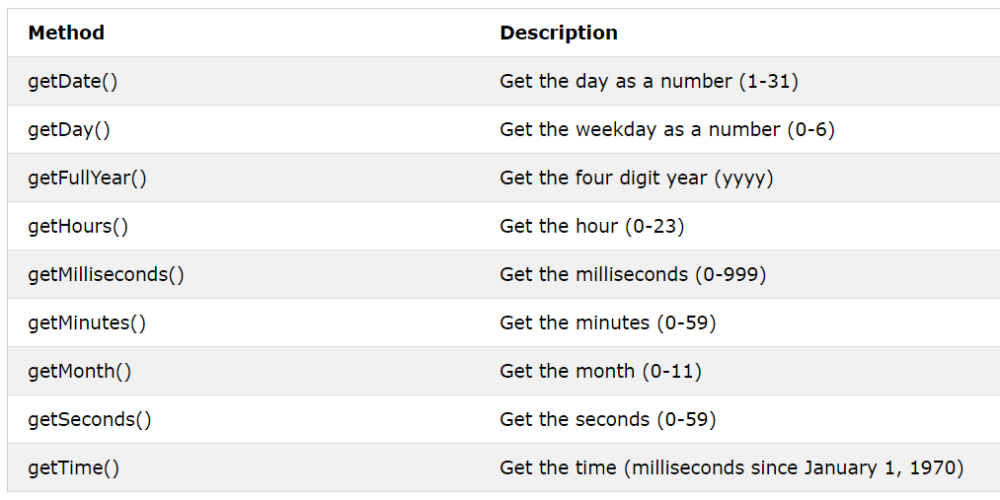 Method Description
getDate() Get the day as a number (1-31)
getDay() Get the weekday as a number (0-6)
getFullYear() Get the four digit year (yyyy)
getHours() Get the hour (0-23)
getMilliseconds() Get the milliseconds (0-999)
getMinutes() Get the minutes (0-59)
getMonth() Get the month (0-11)
getSeconds() Get the seconds (0-59)
getTime() Get the time (milliseconds since January 1, 1970)